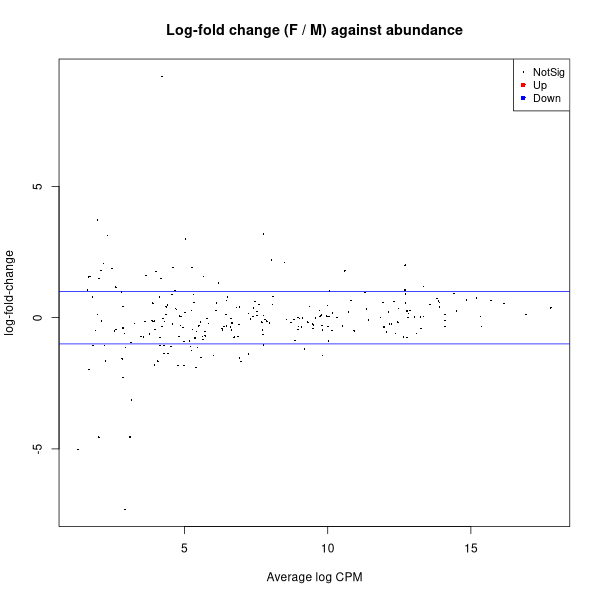 Log-fold change (F / M) against abundance
NotSig
Up
Down
5
0
-5
log-fold-change
5
10
15
Average log CPM